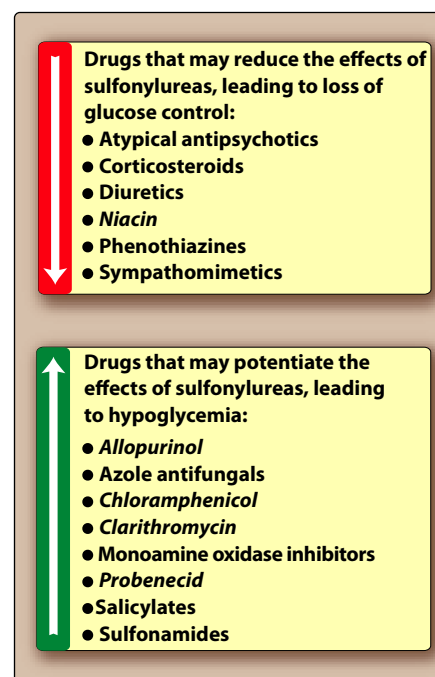 Drugs that may reduce the effects of
sulfonylureas, leading to loss of
glucose control:
● Atypical antipsychotics
● Corticosteroids
● Diuretics
● Niacin
● Phenothiazines
● Sympathomimetics
Drugs that may potentiate the
effects of sulfonylureas, leading
to hypoglycemia:
● Allopurinol
● Azole antifungals
● Chloramphenicol
● Clarithromycin
● Monoamine oxidase inhibitors
● Probenecid
●Salicylates
● Sulfonamides